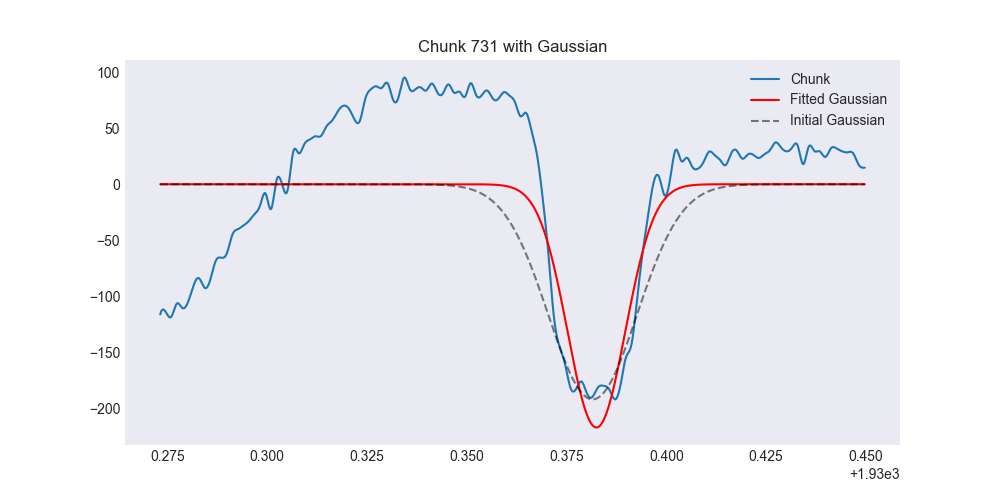 Chunk 731 with Gaussian
100
50
0
−50
−100
−150
−200
Chunk
Fitted Gaussian
Initial Gaussian
0.275 0.300 0.325 0.350 0.375 0.400 0.425 0.450
+1.93e3